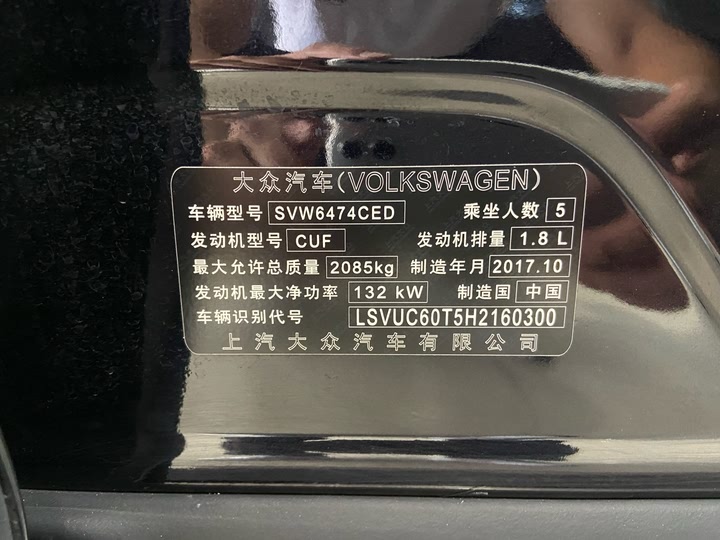 大众汽车(VOLKSWAGEN)
车辆型号 SVW6474CED 乘坐人数 5
发动机型号 CUF 发动机排量 1.8 L
最大允许总质量 2085kg 制造年月 2017.10
发动机最大净功率 132 kW 制造国 中国
车辆识别代号 LSVUC60T5H2160300
上汽大众汽车有限公司